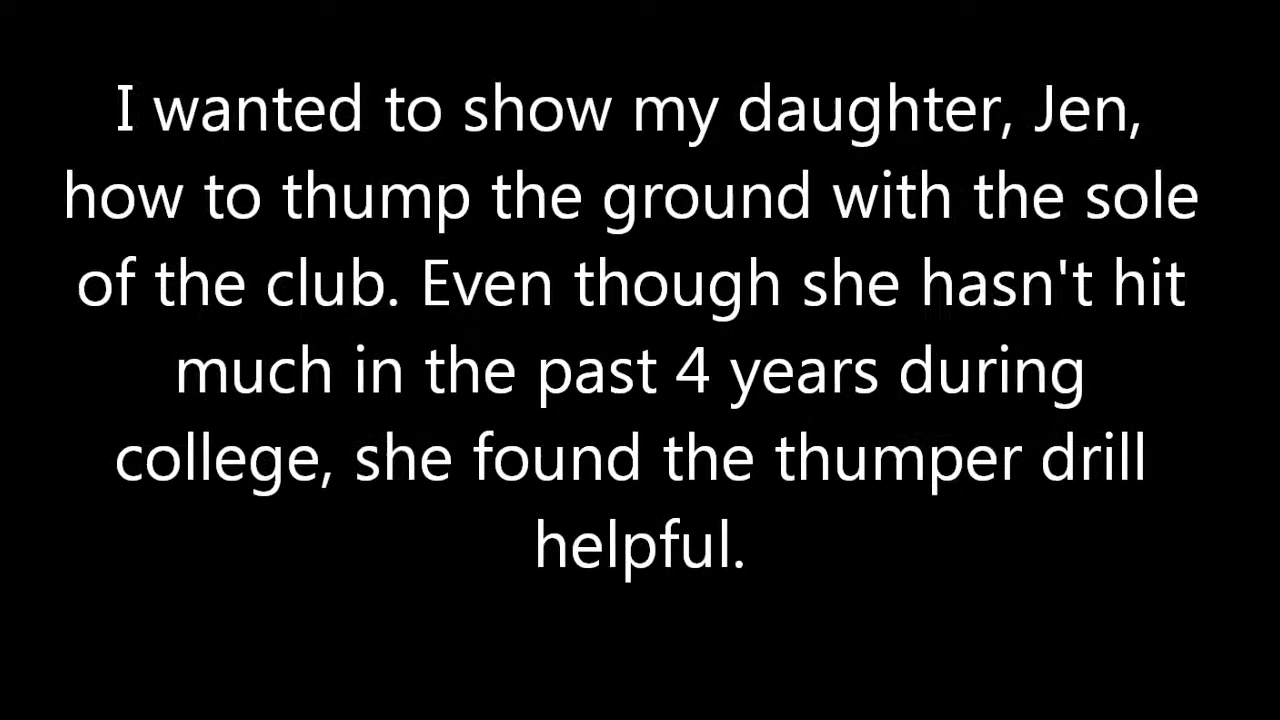 I wanted to show my daughter, Jen,
how to thump the ground with the sole
of the club. Even though she hasn't hit
much in the past 4 years during
college, she found the thumper drill
helpful.